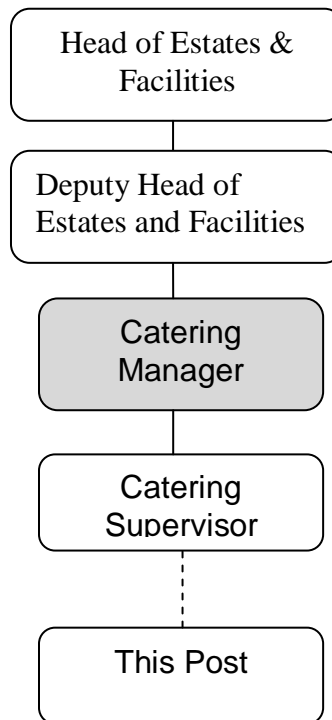 Head of Estates &
Facilities
Deputy Head of
Estates and Facilities
Catering
Manager
Catering
Supervisor
This Post